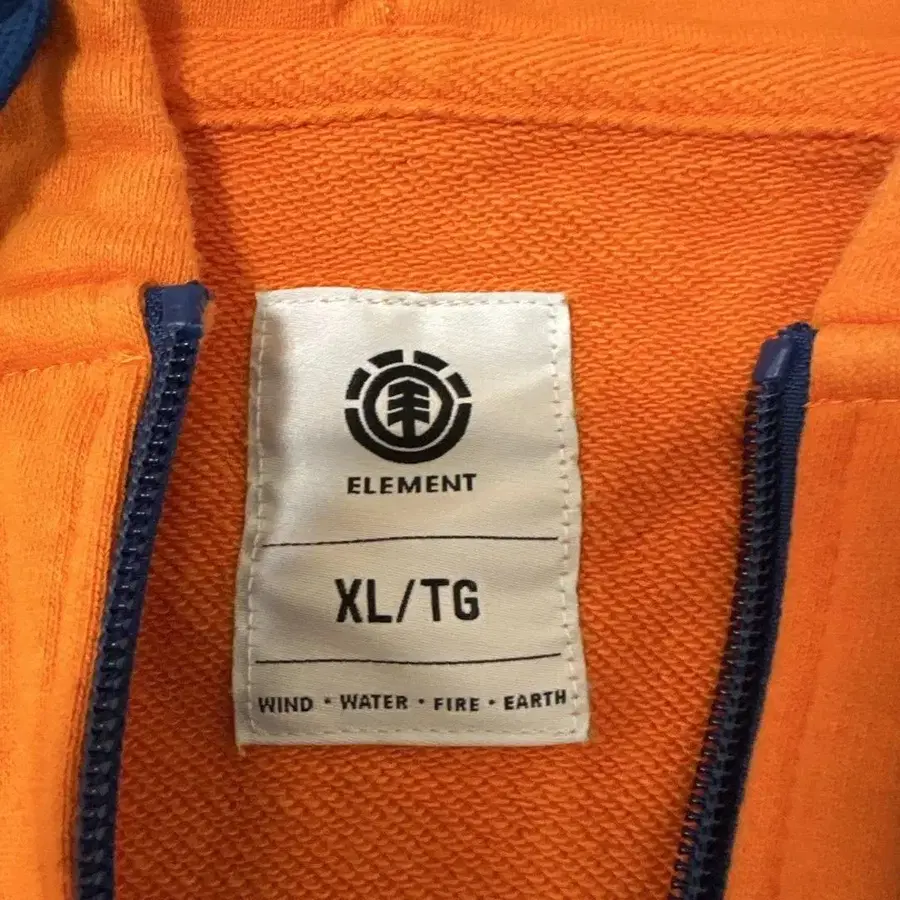 ELEMENT
XL/TG
WIND • WATER • FIRE • EARTH